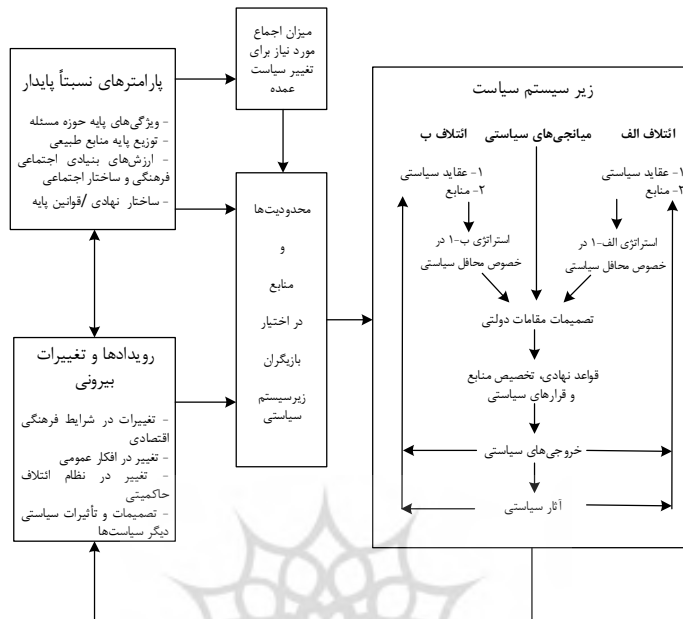 پارامترهای نسبتاً پایدار
- ویژگی‌های پایه حوزه مسئله
- توزیع پایه منابع طبیعی
- ارزش‌های بنیادی اجتماعی
فرهنگی و ساختار اجتماعی
- ساختار نهادی /قوانین پایه
میزان اجماع
مورد نیاز برای
تغییر سیاست
عمده
رویدادها و تغییرات
بیرونی
- تغییرات در شرایط فرهنگی
اقتصادی
- تغییر در افکار عمومی
- تغییر در نظام ائتلاف
حاکمیتی
- تصمیمات و تأثیرات سیاستی
دیگر سیاست‌ها
محدودیت‌ها
و
منابع
در اختیار
بازیگران
زیرسیستم
سیاستی
زیر سیستم سیاست
ائتلاف الف
میانجی‌های سیاستی
ائتلاف ب
۱- عقاید سیاستی
۲- منابع
۱- عقاید سیاستی
۲- منابع
استراتژی الف-۱ در
خصوص محافل سیاستی
استراتژی ب-۱ در
خصوص محافل سیاستی
تصمیمات مقامات دولتی
قواعد نهادی، تخصیص منابع
و قرارهای سیاستی
خروجی‌های سیاستی
آثار سیاستی